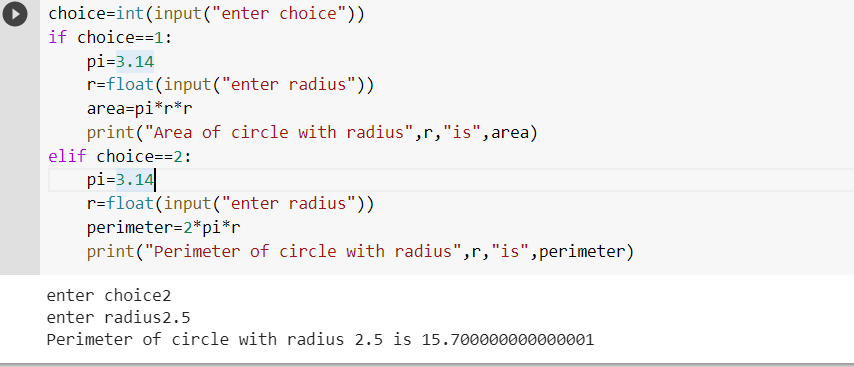 choice=int(input("enter choice"))
if choice==1:
    pi=3.14
    r=float(input("enter radius"))
    area=pi*r*r
    print("Area of circle with radius",r,"is",area)
elif choice==2:
    pi=3.14
    r=float(input("enter radius"))
    perimeter=2*pi*r
    print("Perimeter of circle with radius",r,"is",perimeter)
enter choice2
enter radius2.5
Perimeter of circle with radius 2.5 is 15.700000000000001